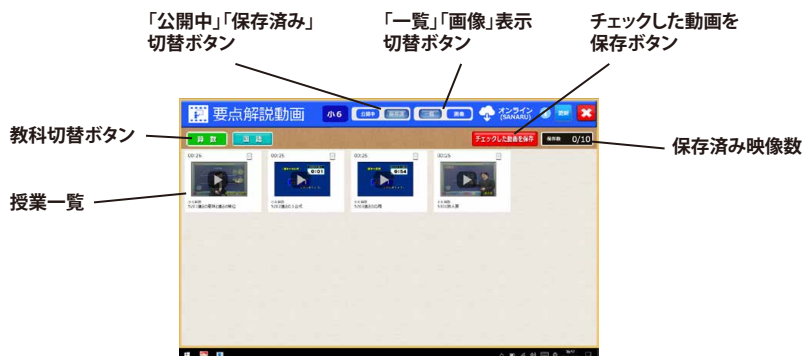 「公開中」「保存済み」
切替ボタン
「一覧」「画像」表示
切替ボタン
チェックした動画を
保存ボタン
要点解説動画
小6
公開中
一覧
画像
オンライン
(SANARU)
更新
教科切替ボタン
算数
国語
チェックした動画を保存
保存数 0/10
保存済み映像数
授業一覧
00:26
00:26
00:26
00:26
0:01
0:54